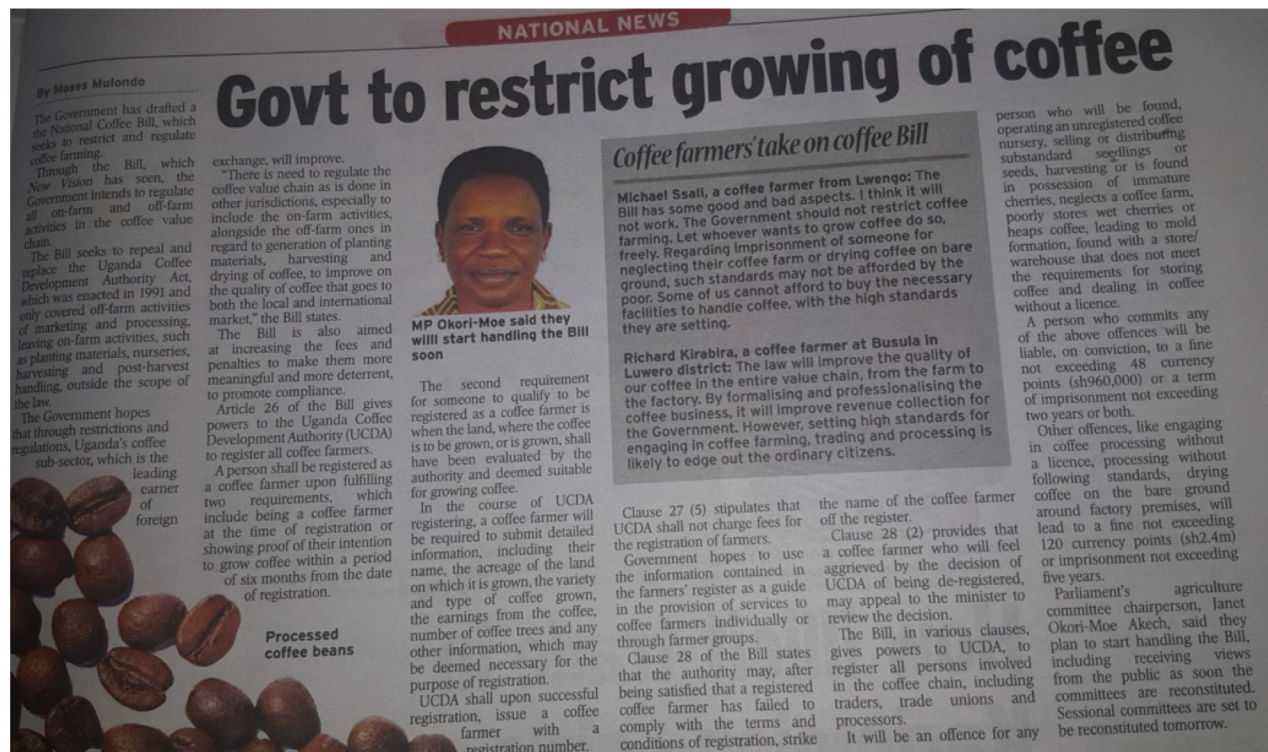 NATIONAL NEWS
By Moses Mulondo
Govt to restrict growing of coffee
The Government has drafted a
the National Coffee Bill, which
seeks to restrict and regulate
coffee farming.
Through the Bill, which
New Vision has seen, the
Government intends to regulate
all on-farm and off-farm
activities in the coffee value
chain.
The Bill seeks to repeal and
replace the Uganda Coffee
Development Authority Act,
which was enacted in 1991 and
only covered off-farm activities
of marketing and processing,
leaving on-farm activities, such
as planting materials, nurseries,
harvesting and post-harvest
handling, outside the scope of
the law.
The Government hopes
that through restrictions and
regulations, Uganda's coffee
sub-sector, which is the
leading
earner
of
foreign
exchange, will improve.
"There is need to regulate the
coffee value chain as is done in
other jurisdictions, especially to
include the on-farm activities,
alongside the off-farm ones in
regard to generation of planting
materials, harvesting and
drying of coffee, to improve on
the quality of coffee that goes to
both the local and international
market," the Bill states.
The Bill is also aimed
at increasing the fees and
penalties to make them more
meaningful and more deterrent,
to promote compliance.
Article 26 of the Bill gives
powers to the Uganda Coffee
Development Authority (UCDA)
to register all coffee farmers.
A person shall be registered as
a coffee farmer upon fulfilling
two requirements, which
include being a coffee farmer
at the time of registration or
showing proof of their intention
to grow coffee within a period
of six months from the date
of registration.
Processed
coffee beans
MP Okori-Moe said they
willl start handling the Bill
soon
The second requirement
for someone to qualify to be
registered as a coffee farmer is
when the land, where the coffee
is to be grown, or is grown, shall
have been evaluated by the
authority and deemed suitable
for growing coffee.
In the course of UCDA
registering, a coffee farmer will
be required to submit detailed
information, including their
name, the acreage of the land
on which it is grown, the variety
and type of coffee grown,
the earnings from the coffee,
number of coffee trees and any
other information, which may
be deemed necessary for the
purpose of registration.
UCDA shall upon successful
registration, issue a coffee
farmer with a
registration number.
Coffee farmers' take on coffee Bill
Michael Ssali, a coffee farmer from Lwengo: The
Bill has some good and bad aspects. I think it will
not work. The Government should not restrict coffee
farming. Let whoever wants to grow coffee do so,
freely. Regarding imprisonment of someone for
neglecting their coffee farm or drying coffee on bare
ground, such standards may not be afforded by the
poor. Some of us cannot afford to buy the necessary
facilities to handle coffee, with the high standards
they are setting.
Richard Kirabira, a coffee farmer at Busula in
Luwero district: The law will improve the quality of
our coffee in the entire value chain, from the farm to
the factory. By formalising and professionalising the
coffee business, it will improve revenue collection for
the Government. However, setting high standards for
engaging in coffee farming, trading and processing is
likely to edge out the ordinary citizens.
Clause 27 (5) stipulates that
UCDA shall not charge fees for
the registration of farmers.
Government hopes to use
the information contained in
the farmers' register as a guide
in the provision of services to
coffee farmers individually or
through farmer groups.
Clause 28 of the Bill states
that the authority may, after
being satisfied that a registered
coffee farmer has failed to
comply with the terms and
conditions of registration, strike
the name of the coffee farmer
off the register.
Clause 28 (2) provides that
a coffee farmer who will feel
aggrieved by the decision of
UCDA of being de-registered,
may appeal to the minister to
review the decision.
The Bill, in various clauses,
gives powers to UCDA, to
register all persons involved
in the coffee chain, including
traders, trade unions and
processors.
It will be an offence for any
person who will be found,
operating an unregistered coffee
nursery, selling or distributing
substandard seedlings or
seeds, harvesting or is found
in possession of immature
cherries, neglects a coffee farm,
poorly stores wet cherries or
heaps coffee, leading to mold
formation, found with a store/
warehouse that does not meet
the requirements for storing
coffee and dealing in coffee
without a licence.
A person who commits any
of the above offences will be
liable, on conviction, to a fine
not exceeding 48 currency
points (sh960,000) or a term
of imprisonment not exceeding
two years or both.
Other offences, like engaging
in coffee processing without
a licence, processing without
following standards, drying
coffee on the bare ground
around factory premises, will
lead to a fine not exceeding
120 currency points (sh2.4m)
or imprisonment not exceeding
five years.
Parliament's agriculture
committee chairperson, Janet
Okori-Moe Akech, said they
plan to start handling the Bill,
including receiving views
from the public as soon the
committees are reconstituted.
Sessional committees are set to
be reconstituted tomorrow.